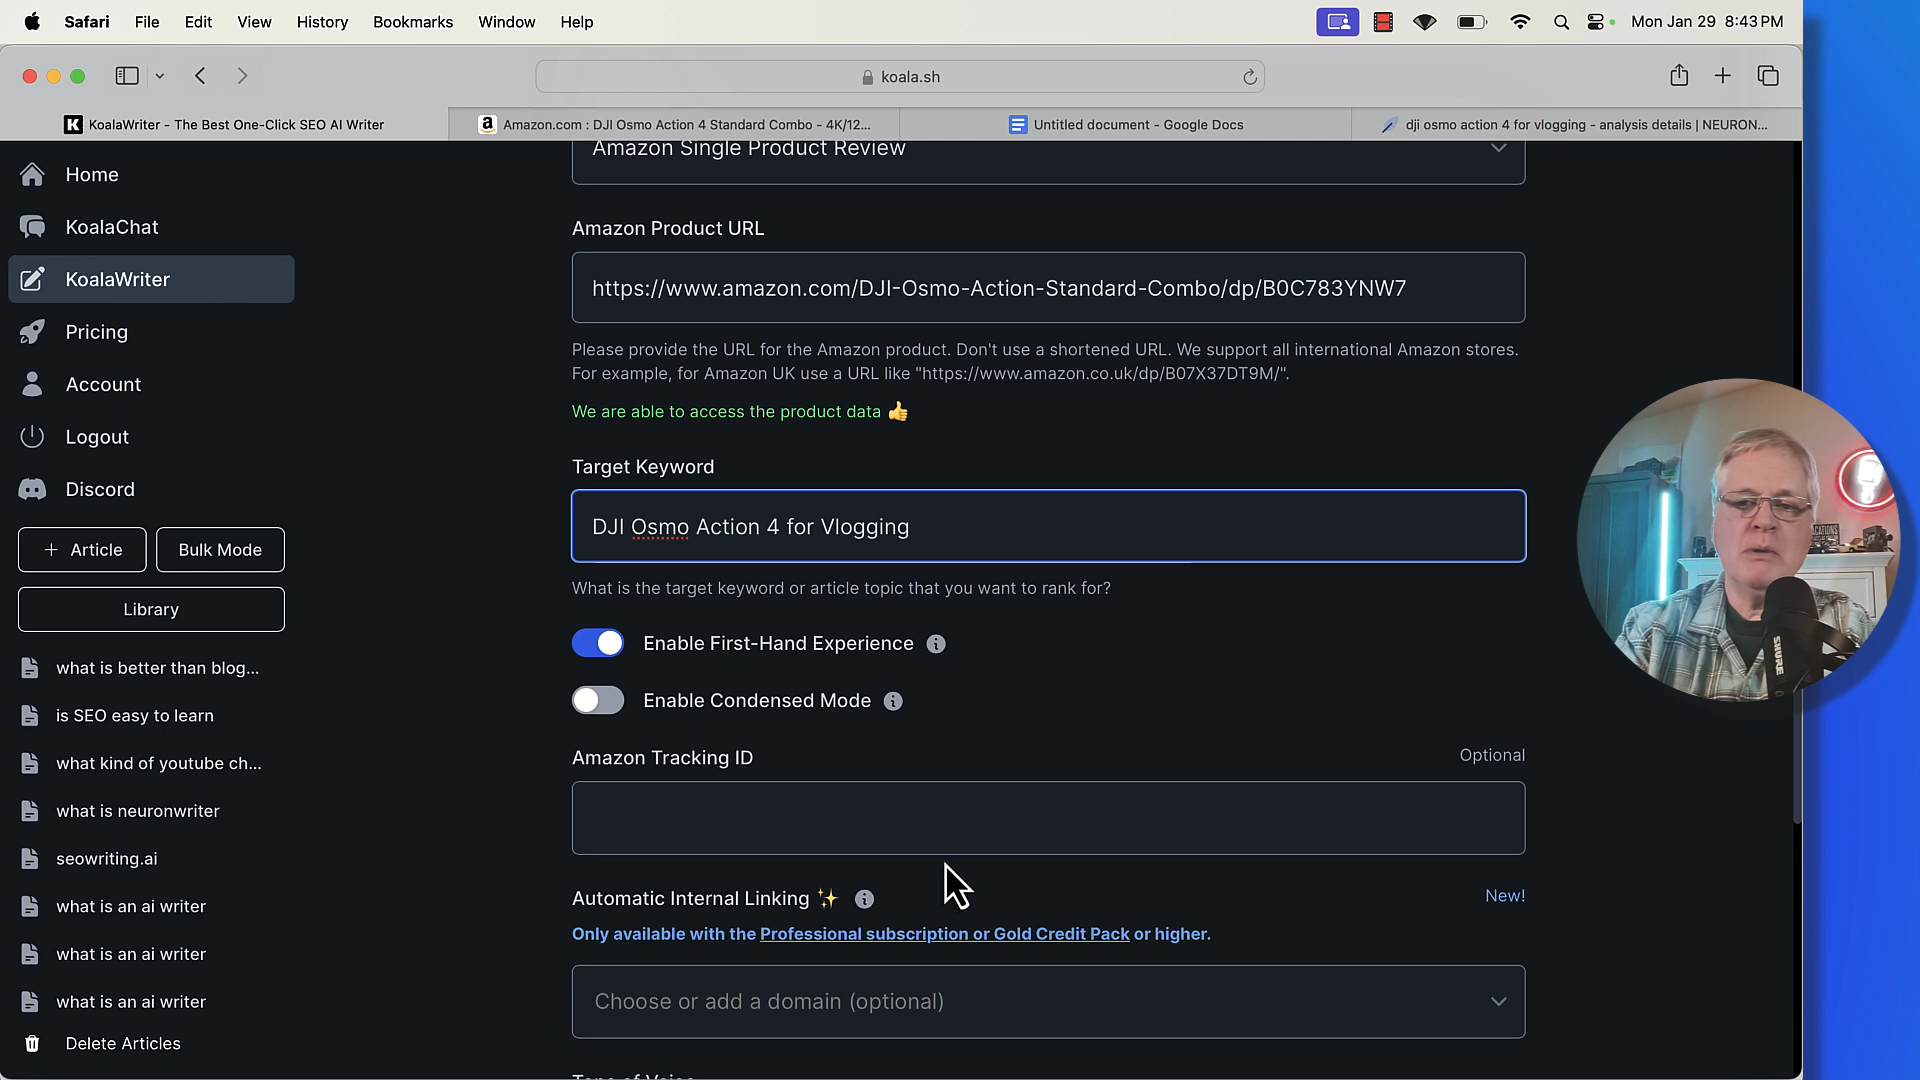 Safari File Edit View History Bookmarks Window Help Mon Jan 29 8:43 PM
koala.sh
KoalaWriter - The Best One-Click SEO AI Writer
Amazon.com : DJI Osmo Action 4 Standard Combo - 4K/12...
Untitled document - Google Docs
dji osmo action 4 for vlogging - analysis details | NEURON...
Home
KoalaChat
KoalaWriter
Pricing
Account
Logout
Discord
+ Article
Bulk Mode
Library
what is better than blog...
is SEO easy to learn
what kind of youtube ch...
what is neuronwriter
seowriting.ai
what is an ai writer
what is an ai writer
what is an ai writer
Delete Articles
Amazon Single Product Review
Amazon Product URL
https://www.amazon.com/DJI-Osmo-Action-Standard-Combo/dp/B0C783YNW7
Please provide the URL for the Amazon product. Don't use a shortened URL. We support all international Amazon stores.
For example, for Amazon UK use a URL like "https://www.amazon.co.uk/dp/B07X37DT9M/".
We are able to access the product data 👍
Target Keyword
DJI Osmo Action 4 for Vlogging
What is the target keyword or article topic that you want to rank for?
Enable First-Hand Experience
Enable Condensed Mode
Amazon Tracking ID
Optional
Automatic Internal Linking ✨
New!
Only available with the Professional subscription or Gold Credit Pack or higher.
Choose or add a domain (optional)
Tone of Voice
SHURE